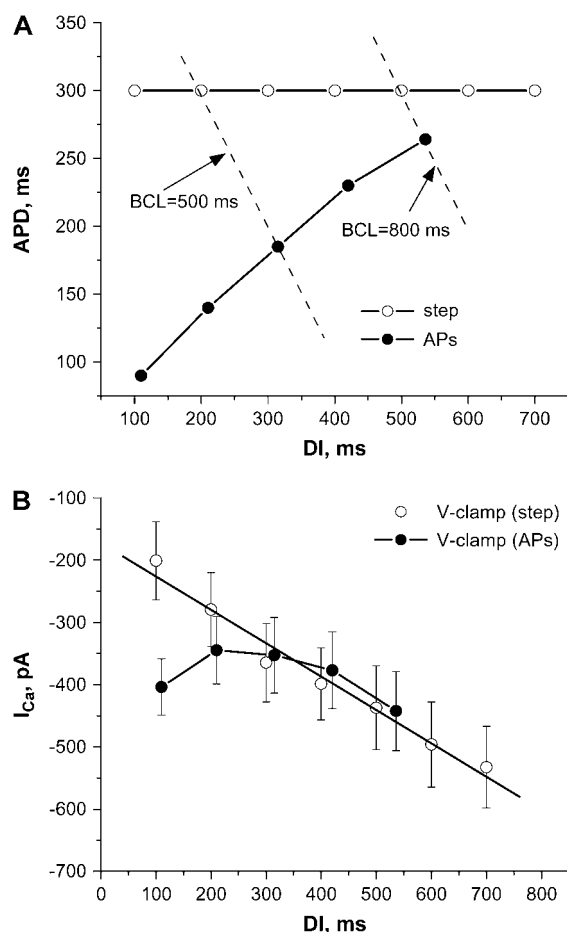 A
350
300
250
200
150
100
APD, ms
BCL=500 ms
BCL=800 ms
step
APs
100 200 300 400 500 600 700
DI, ms
B
-100
-200
-300
-400
-500
-600
-700
I_Ca, pA
V-clamp (step)
V-clamp (APs)
0 100 200 300 400 500 600 700 800
DI, ms